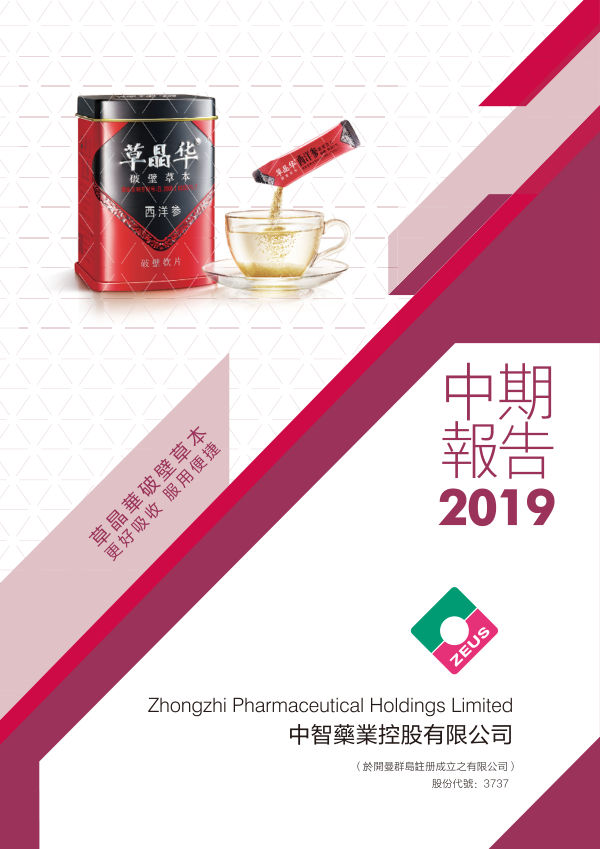 草晶华®
破壁草本
西洋参
破壁饮片
草晶华
西洋参
草晶華破壁草本
更好吸收 服用便捷
中期
報告
2019
ZEUS
Zhongzhi Pharmaceutical Holdings Limited
中智藥業控股有限公司
（於開曼群島註册成立之有限公司）
股份代號：3737